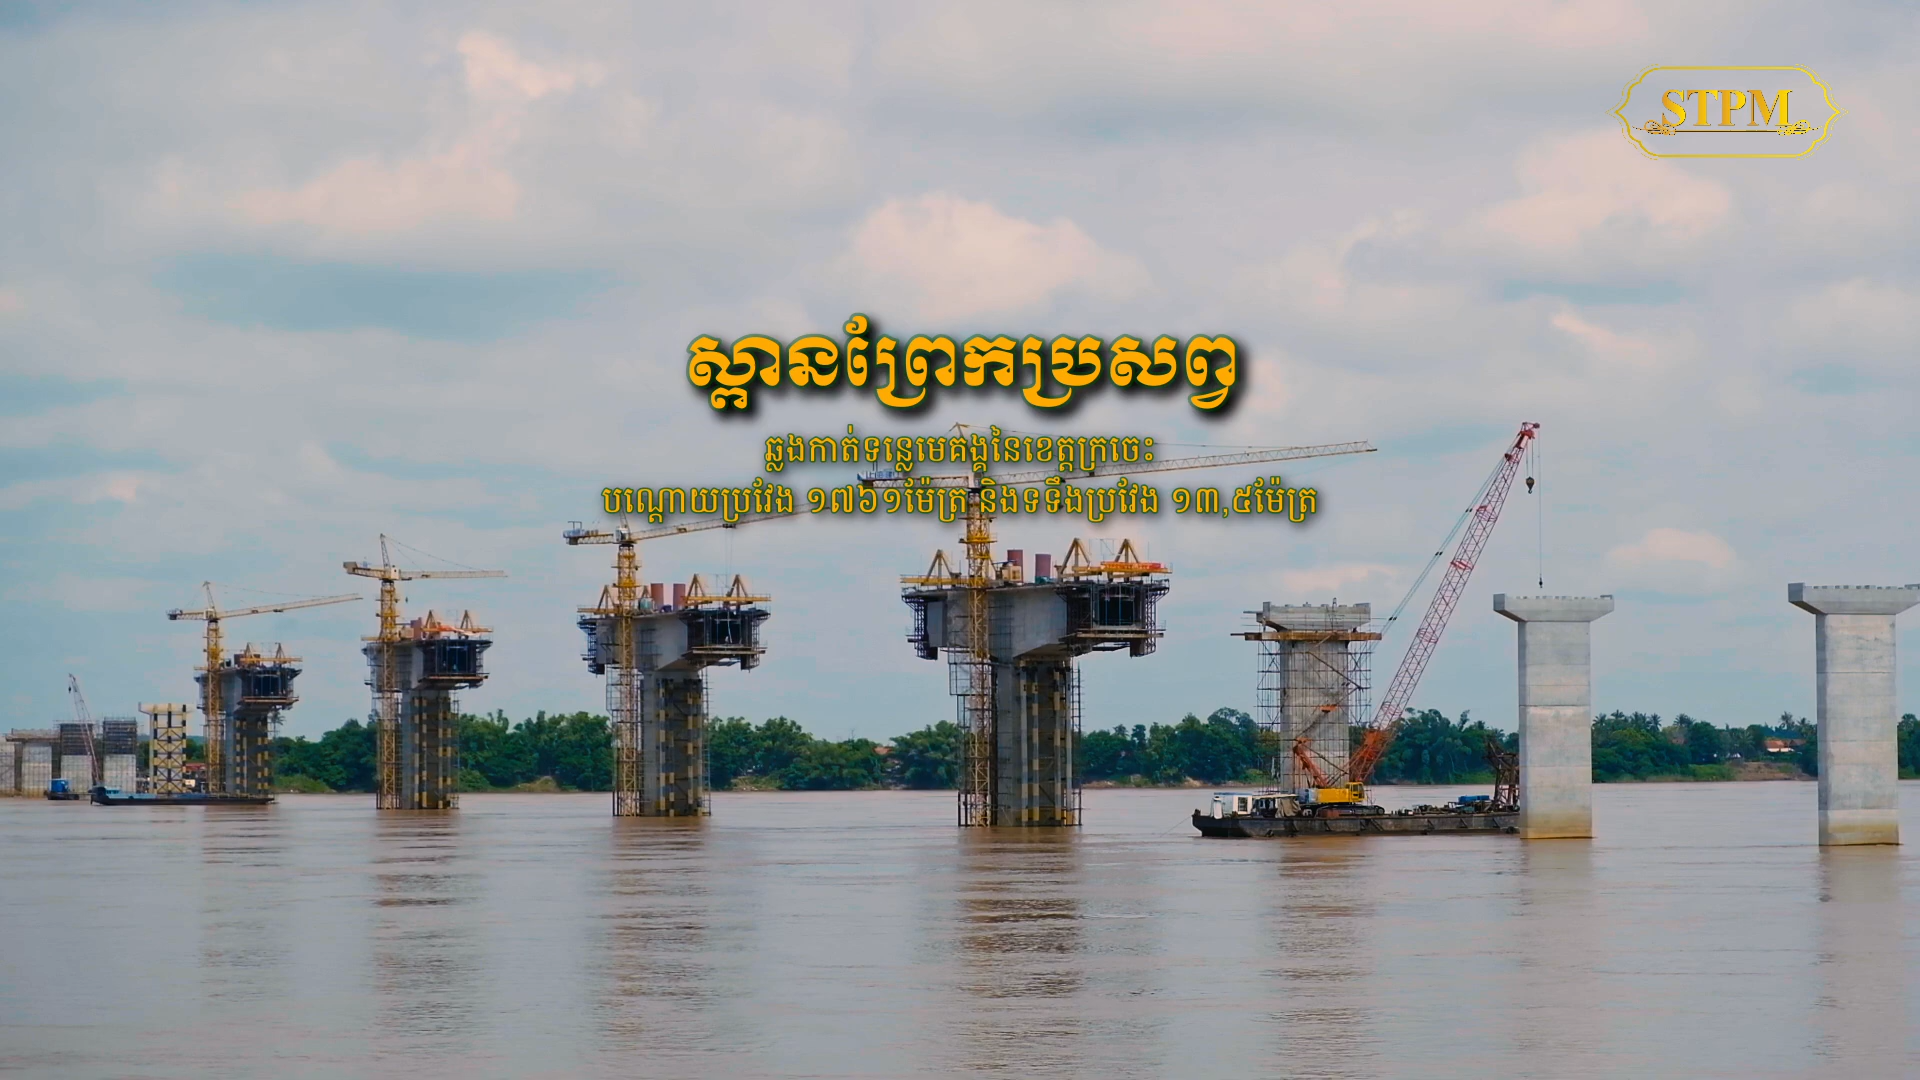 STPM
ស្ពានព្រែកប្រសព្វ
ឆ្លងកាត់ទន្លេមេគង្គនៃខេត្តក្រចេះ
បណ្ដោយប្រវែង ១៧៦១ម៉ែត្រ និងទទឹងប្រវែង ១៣,៥ម៉ែត្រ